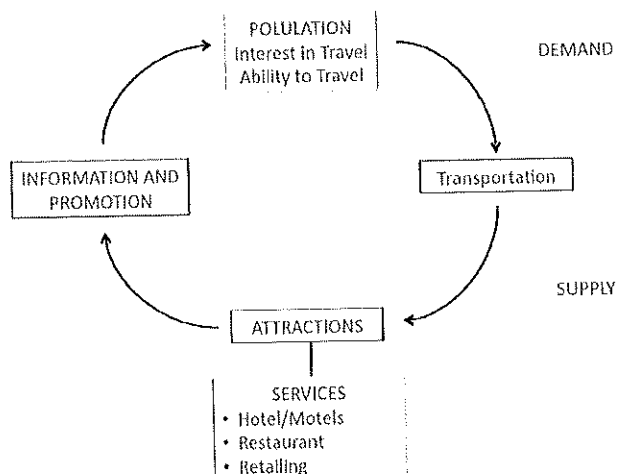 POLULATION
Interest in Travel
Ability to Travel
DEMAND
INFORMATION AND
PROMOTION
Transportation
SUPPLY
ATTRACTIONS
SERVICES
• Hotel/Motels
• Restaurant
• Retailing